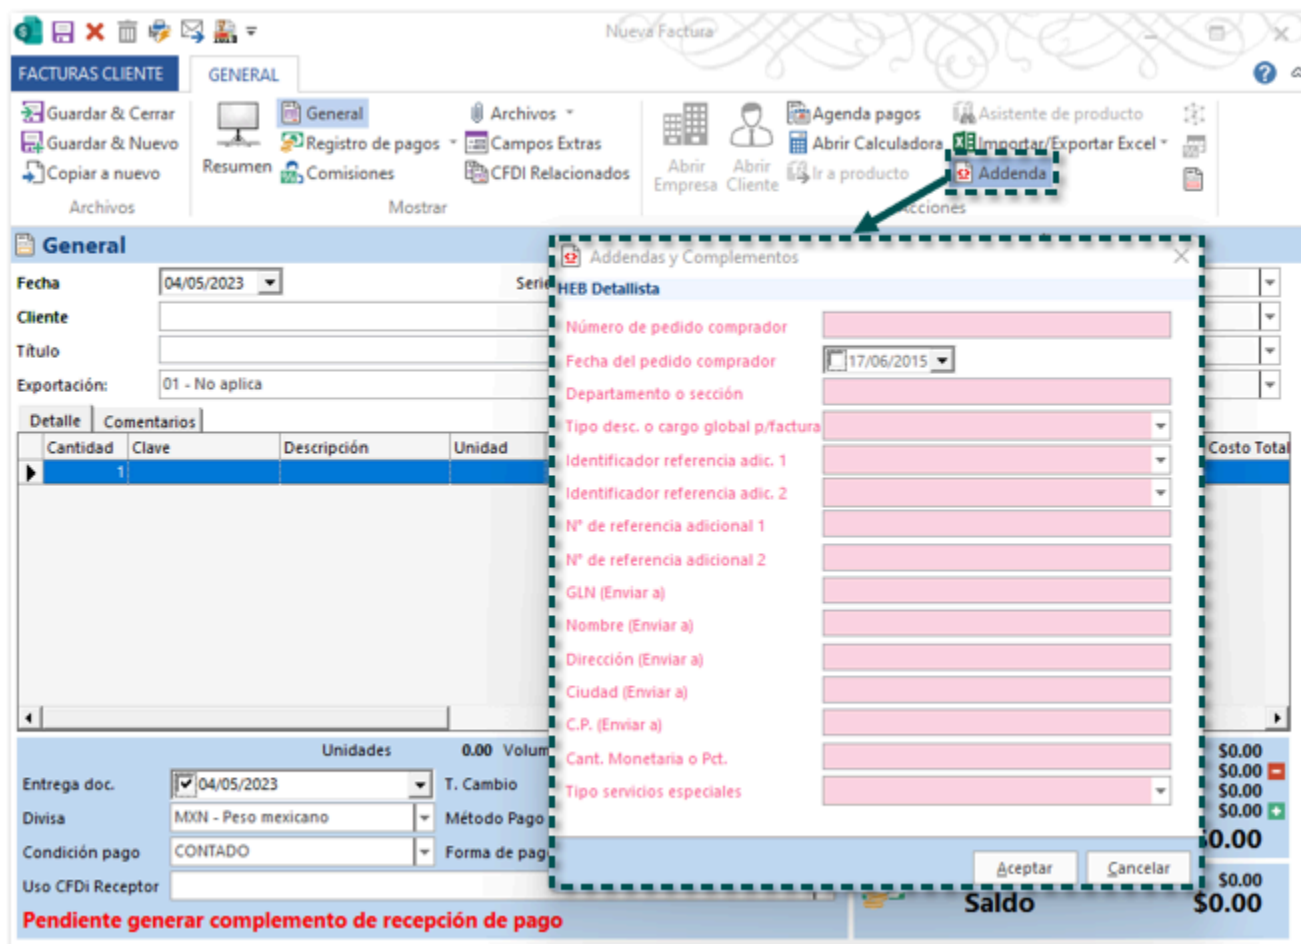 Nueva Factura
FACTURAS CLIENTE
GENERAL
Guardar & Cerrar
Guardar & Nuevo
Copiar a nuevo
Archivos
Resumen
General
Registro de pagos
Comisiones
Archivos
Campos Extras
CFDI Relacionados
Mostrar
Abrir Empresa
Abrir Cliente
Agenda pagos
Abrir Calculadora
Ir a producto
Asistente de producto
Importar/Exportar Excel
Addenda
Acciones
General
Fecha 04/05/2023 Serie
Cliente
Título
Exportación: 01 - No aplica
Detalle Comentarios
Cantidad Clave Descripción Unidad Costo Total
1
Addendas y Complementos
HEB Detallista
Número de pedido comprador
Fecha del pedido comprador 17/06/2015
Departamento o sección
Tipo desc. o cargo global p/factura
Identificador referencia adic. 1
Identificador referencia adic. 2
N° de referencia adicional 1
N° de referencia adicional 2
GLN (Enviar a)
Nombre (Enviar a)
Dirección (Enviar a)
Ciudad (Enviar a)
C.P. (Enviar a)
Cant. Monetaria o Pct.
Tipo servicios especiales
Aceptar Cancelar
Unidades 0.00 Volum
Entrega doc. 04/05/2023 T. Cambio
Divisa MXN - Peso mexicano Método Pago
Condición pago CONTADO Forma de pag
Uso CFDi Receptor
Pendiente generar complemento de recepción de pago
$0.00
$0.00
$0.00
$0.00
0.00
$0.00
Saldo $0.00